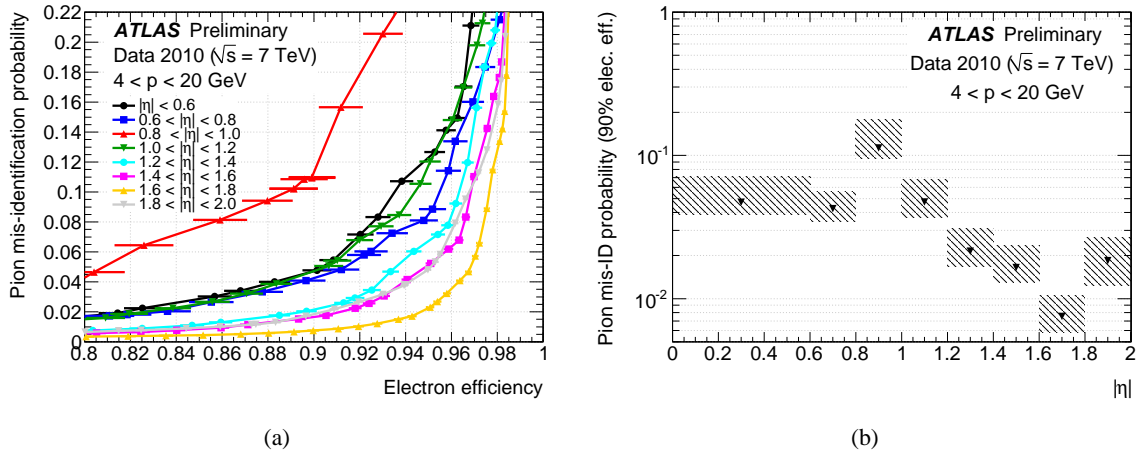 Pion mis-identification probability
0.22
0.2
0.18
0.16
0.14
0.12
0.1
0.08
0.06
0.04
0.02
0
ATLAS Preliminary
Data 2010 (√s = 7 TeV)
4 < p < 20 GeV
|η| < 0.6
0.6 < |η| < 0.8
0.8 < |η| < 1.0
1.0 < |η| < 1.2
1.2 < |η| < 1.4
1.4 < |η| < 1.6
1.6 < |η| < 1.8
1.8 < |η| < 2.0
0.8 0.82 0.84 0.86 0.88 0.9 0.92 0.94 0.96 0.98 1
Electron efficiency
(a)
Pion mis-ID probability (90% elec. eff.)
1
10⁻¹
10⁻²
ATLAS Preliminary
Data 2010 (√s = 7 TeV)
4 < p < 20 GeV
0 0.2 0.4 0.6 0.8 1 1.2 1.4 1.6 1.8 2
|η|
(b)